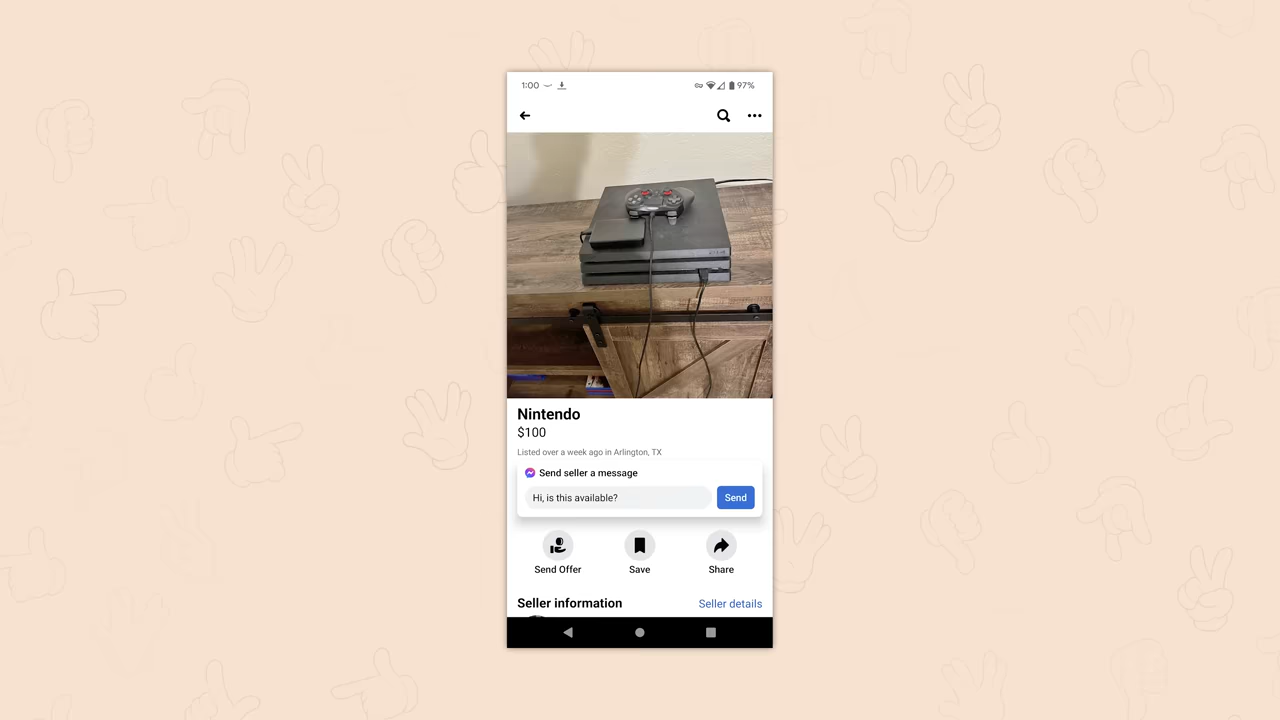 1:00
97%
Nintendo
$100
Listed over a week ago in Arlington, TX
Send seller a message
Hi, is this available?
Send
Send Offer
Save
Share
Seller information
Seller details